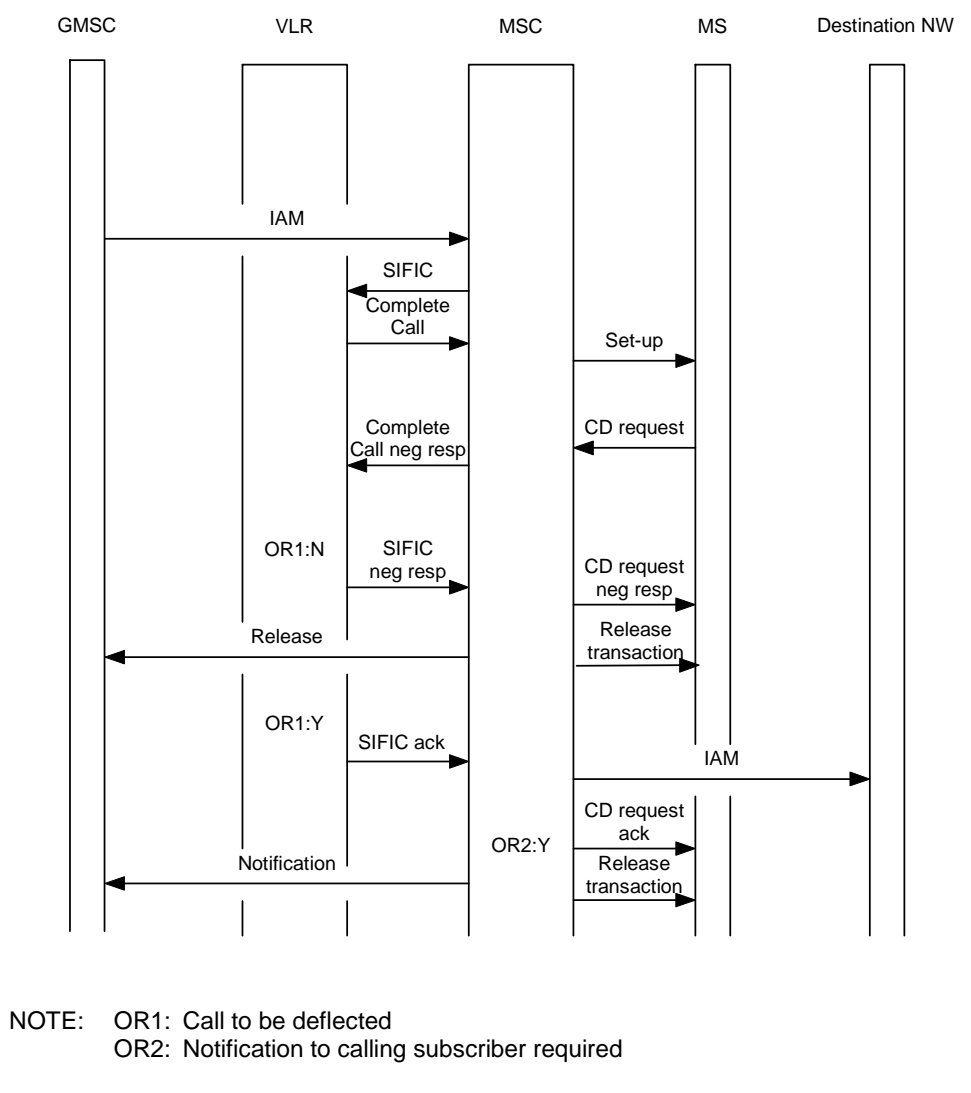 GMSC VLR MSC MS Destination NW
IAM
SIFIC
Complete
Call
Set-up
Complete
Call neg resp
CD request
OR1:N
SIFIC
neg resp
CD request
neg resp
Release
Release
transaction
OR1:Y
SIFIC ack
IAM
CD request
ack
OR2:Y
Notification
Release
transaction
NOTE: OR1: Call to be deflected
OR2: Notification to calling subscriber required